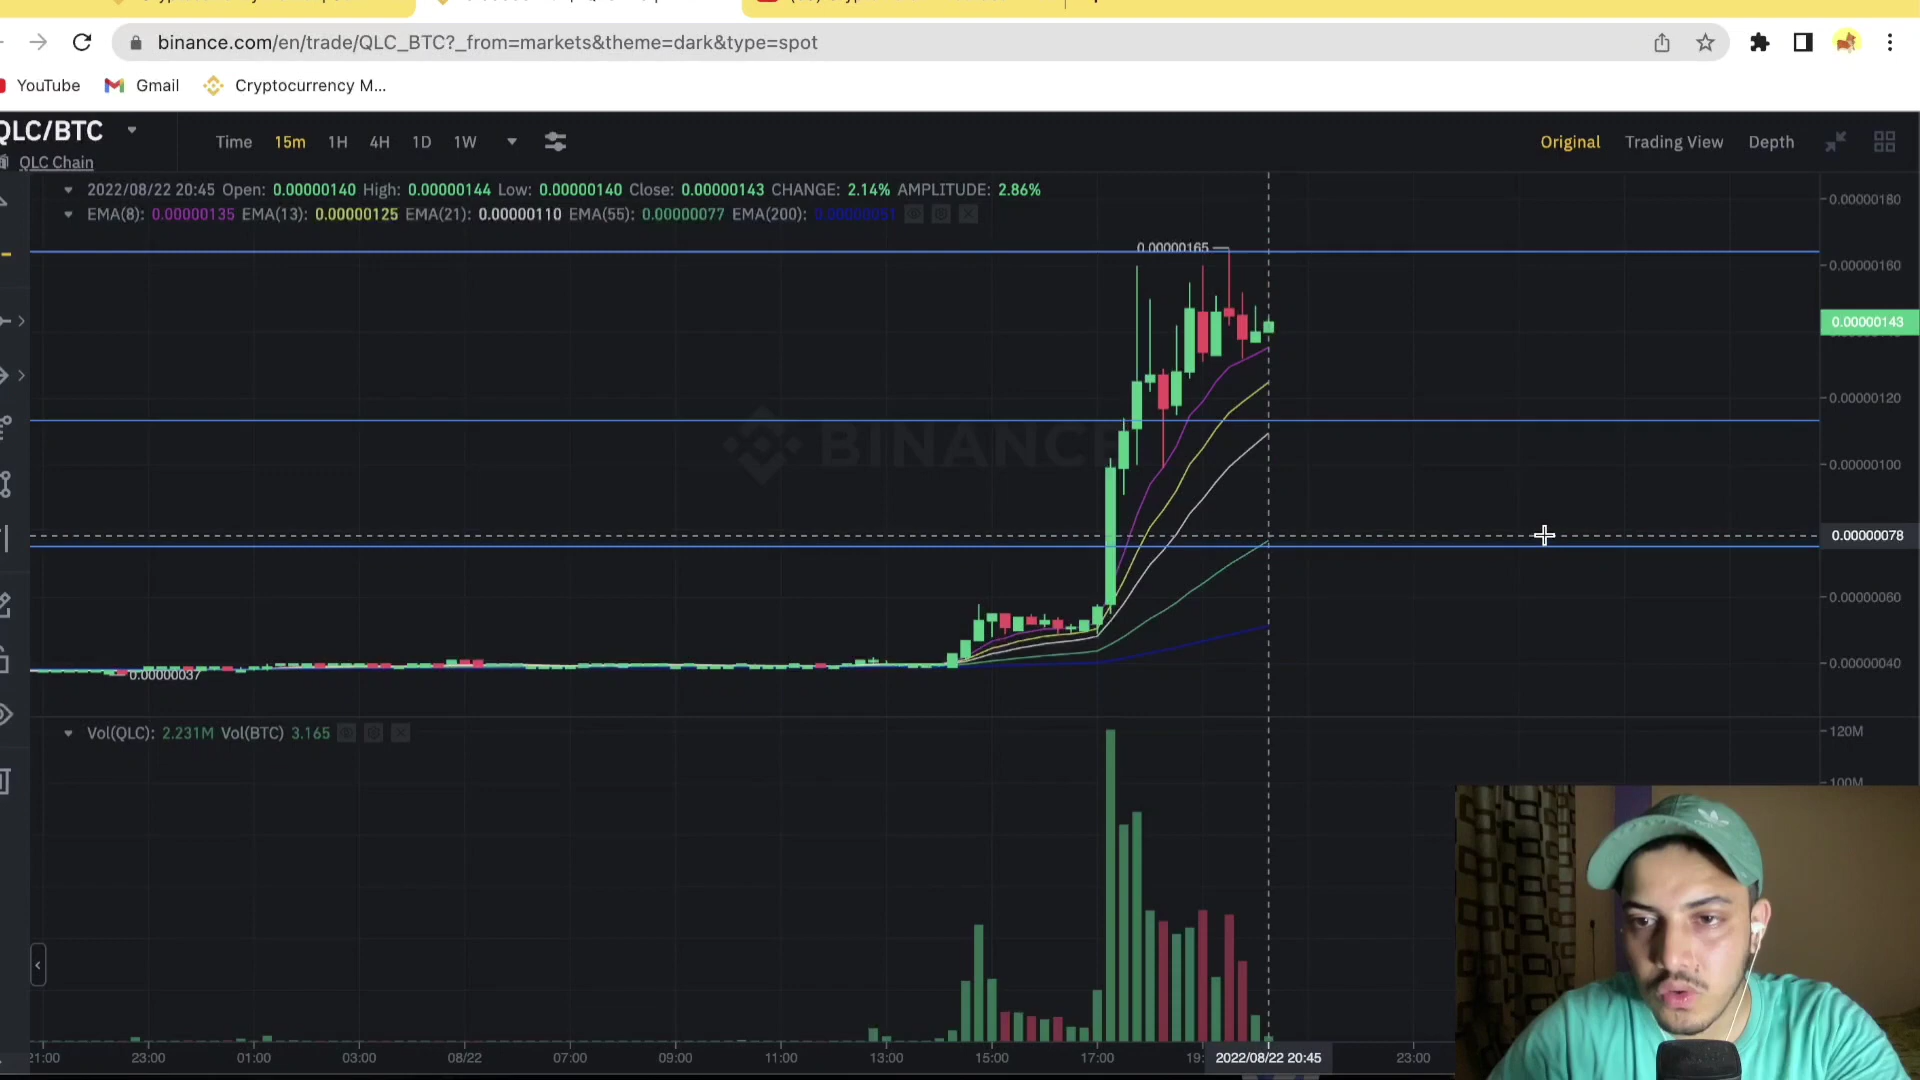 binance.com/en/trade/QLC_BTC?_from=markets&theme=dark&type=spot
YouTube Gmail Cryptocurrency M...
QLC/BTC
QLC Chain
Time 15m 1H 4H 1D 1W
Original Trading View Depth
2022/08/22 20:45 Open: 0.00000140 High: 0.00000144 Low: 0.00000140 Close: 0.00000143 CHANGE: 2.14% AMPLITUDE: 2.86%
EMA(8): 0.00000135 EMA(13): 0.00000125 EMA(21): 0.00000110 EMA(55): 0.00000077 EMA(200): 0.00000051
0.00000180
0.00000165
0.00000160
0.00000143
0.00000120
BINANCE
0.00000100
0.00000078
0.00000060
0.00000040
0.00000037
Vol(QLC): 2.231M Vol(BTC) 3.165
120M
100M
21:00 23:00 01:00 03:00 08/22 07:00 09:00 11:00 13:00 15:00 17:00 19: 2022/08/22 20:45 23:00